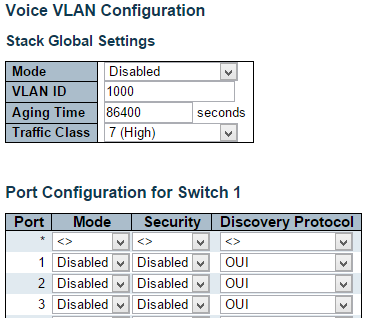 Voice VLAN Configuration
Stack Global Settings
Mode Disabled
VLAN ID 1000
Aging Time 86400 seconds
Traffic Class 7 (High)
Port Configuration for Switch 1
Port Mode Security Discovery Protocol
* <> <> <>
1 Disabled Disabled OUI
2 Disabled Disabled OUI
3 Disabled Disabled OUI